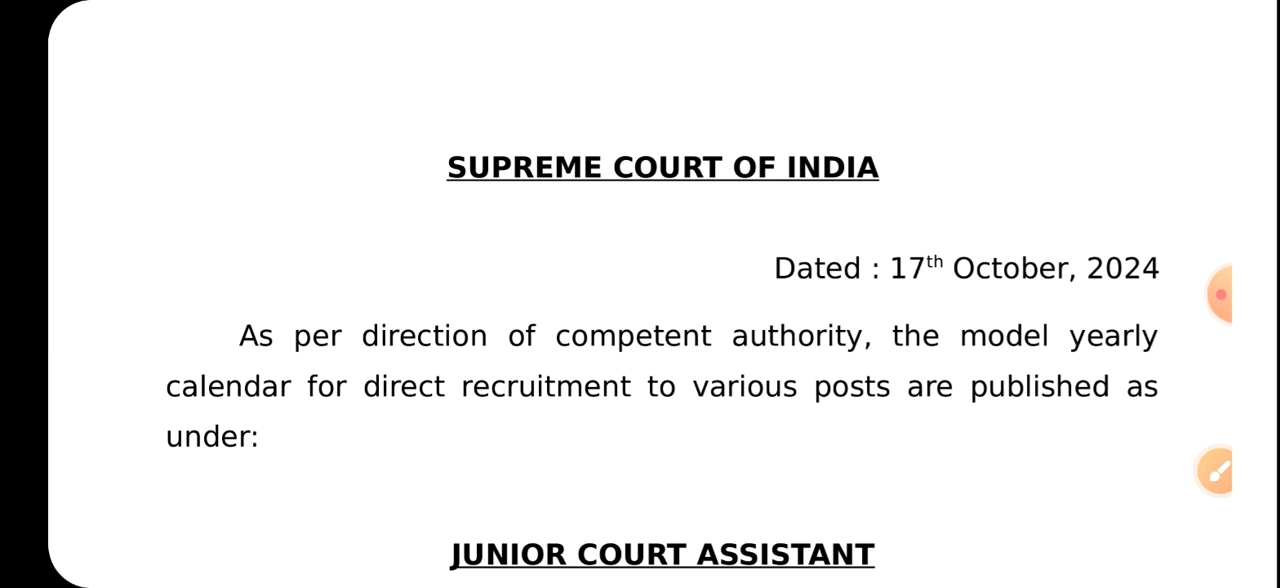 SUPREME COURT OF INDIA
Dated : 17th October, 2024
As per direction of competent authority, the model yearly
calendar for direct recruitment to various posts are published as
under:
JUNIOR COURT ASSISTANT